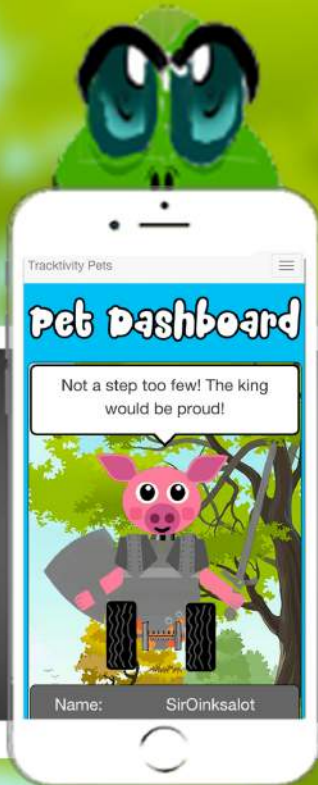 Tracktivity Pets
Pet Dashboard
Not a step too few! The king
would be proud!
Name: SirOinksalot